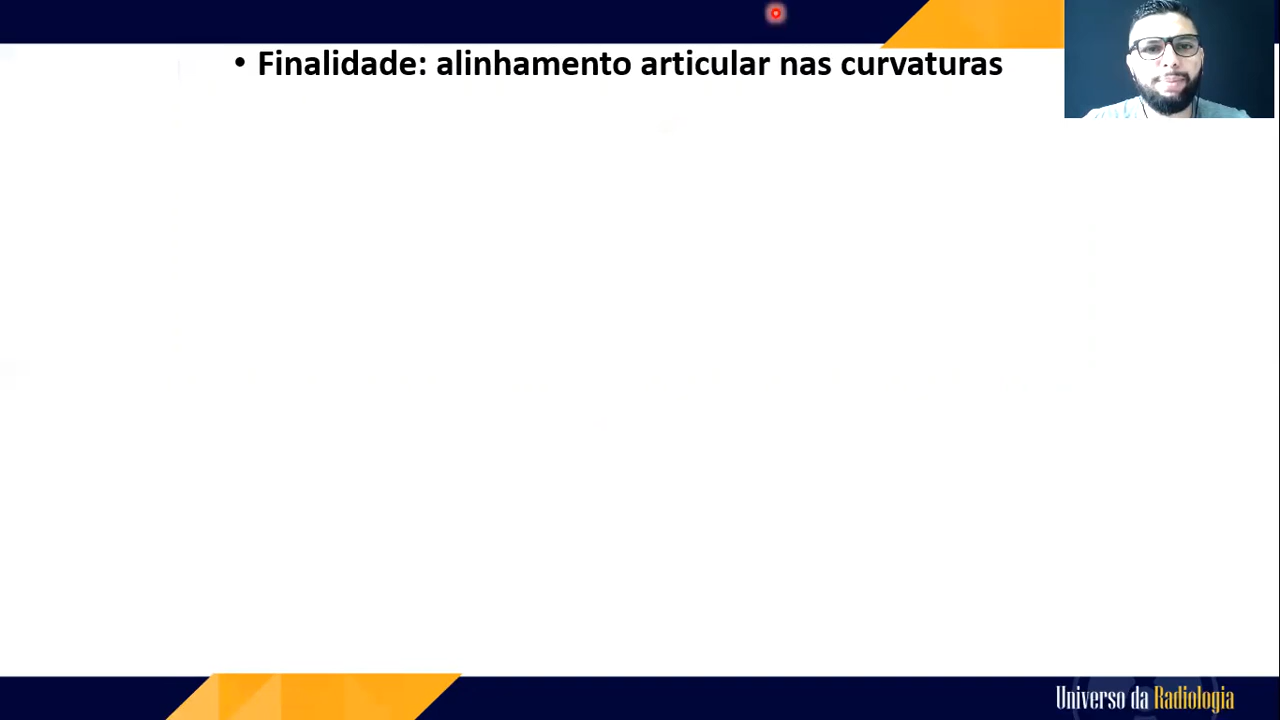 • Finalidade: alinhamento articular nas curvaturas
Universo da Radiologia